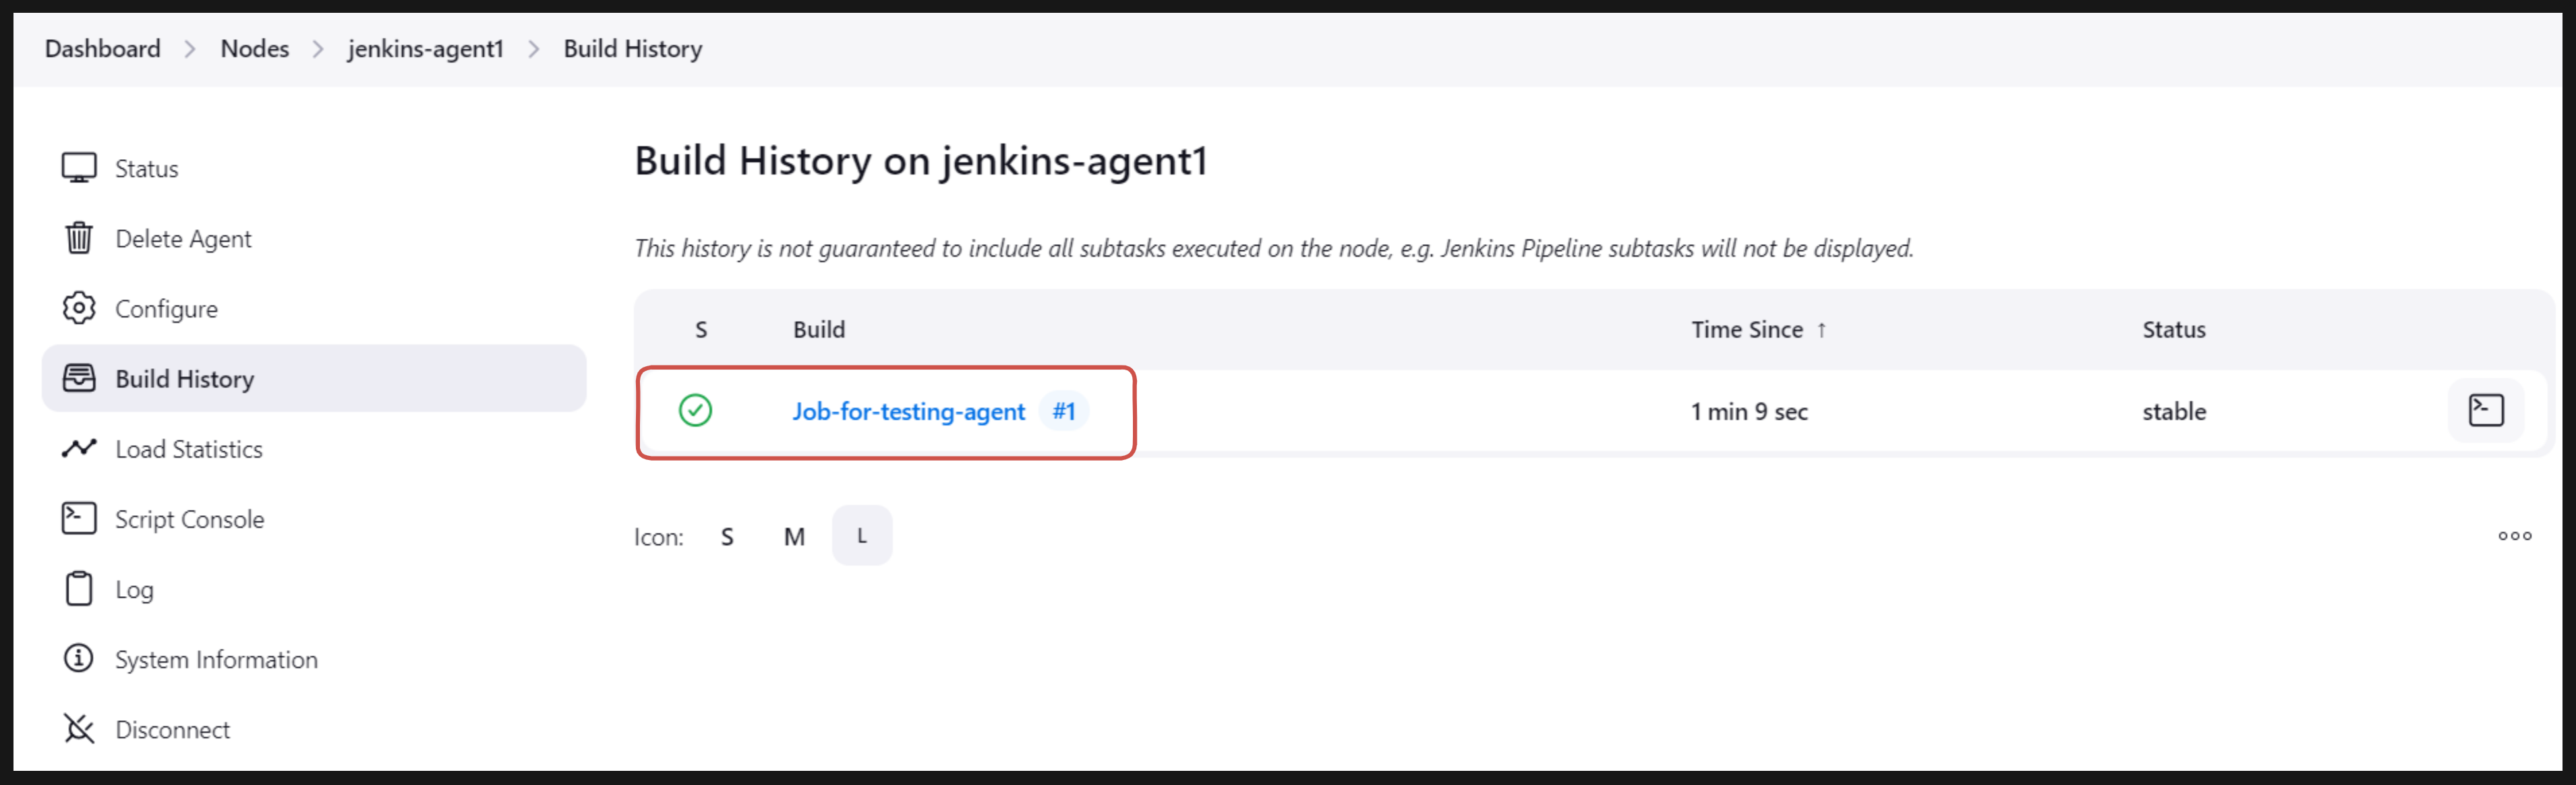 Dashboard > Nodes > jenkins-agent1 > Build History
Status
Delete Agent
Configure
Build History
Load Statistics
Script Console
Log
System Information
Disconnect
Build History on jenkins-agent1
This history is not guaranteed to include all subtasks executed on the node, e.g. Jenkins Pipeline subtasks will not be displayed.
S Build Time Since ↑ Status
Job-for-testing-agent #1 1 min 9 sec stable
Icon: S M L